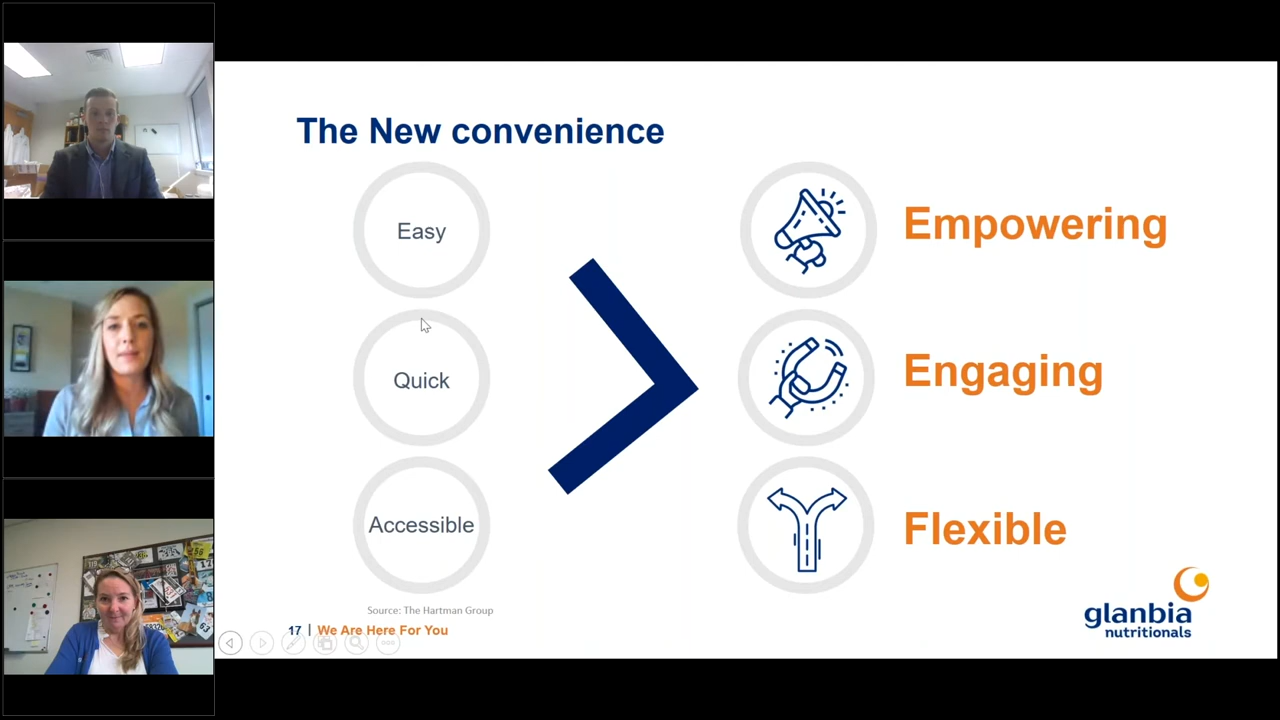 The New convenience
Easy
Empowering
Quick
Engaging
Accessible
Flexible
Source: The Hartman Group
17 | We Are Here For You
glanbia
nutritionals